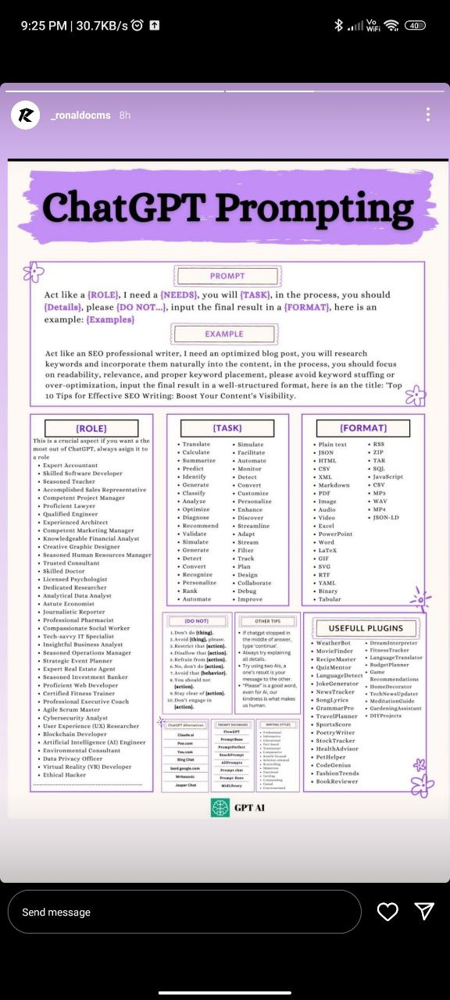 9:25 PM | 30.7KB/s
Vo
WiFi
40
_ronaldocms 8h
ChatGPT Prompting
PROMPT
Act like a {ROLE}, I need a {NEEDS}, you will {TASK}, in the process, you should
{Details}, please {DO NOT...}, input the final result in a {FORMAT}, here is an
example: {Examples}
EXAMPLE
Act like an SEO professional writer, I need an optimized blog post, you will research
keywords and incorporate them naturally into the content, in the process, you should focus
on readability, relevance, and proper keyword placement, please avoid keyword stuffing or
over-optimization, input the final result in a well-structured format, here is an the title: 'Top
10 Tips for Effective SEO Writing: Boost Your Content's Visibility.
{ROLE}
This is a crucial aspect if you want the
most out of ChatGPT, always asign it to
a role
Expert Accountant
Skilled Software Developer
Seasoned Teacher
Accomplished Sales Representative
Competent Project Manager
Proficient Lawyer
Qualified Engineer
Experienced Architect
Competent Marketing Manager
Knowledgeable Financial Analyst
Creative Graphic Designer
Seasoned Human Resources Manager
Trusted Consultant
Skilled Doctor
Licensed Psychologist
Dedicated Researcher
Analytical Data Analyst
Astute Economist
Journalistic Reporter
Professional Pharmacist
Compassionate Social Worker
Tech-savvy IT Specialist
Insightful Business Analyst
Seasoned Operations Manager
Strategic Event Planner
Expert Real Estate Agent
Seasoned Investment Banker
Proficient Web Developer
Certified Fitness Trainer
Professional Executive Coach
Agile Scrum Master
Cybersecurity Analyst
User Experience (UX) Researcher
Blockchain Developer
Artificial Intelligence (AI) Engineer
Environmental Consultant
Data Privacy Officer
Virtual Reality (VR) Developer
Ethical Hacker
{TASK}
Translate
Calculate
Summarize
Predict
Identify
Generate
Classify
Analyze
Optimize
Diagnose
Recommend
Validate
Simulate
Generate
Detect
Convert
Recognize
Personalize
Rank
Automate
Simulate
Facilitate
Automate
Monitor
Detect
Convert
Customize
Personalize
Enhance
Discover
Streamline
Adapt
Stream
Filter
Track
Plan
Design
Collaborate
Debug
Improve
{FORMAT}
Plain text
JSON
HTML
CSV
XML
Markdown
PDF
Image
Audio
Video
Excel
PowerPoint
Word
LaTeX
GIF
SVG
RTF
YAML
Binary
Tabular
RSS
ZIP
TAR
SQL
JavaScript
CSV
MP3
WAV
MP4
JSON-LD
{DO NOT}
1. Don't do {thing}.
2. Avoid {thing}, please.
3. Restrict that {action}.
4. Disallow that {action}.
5. Refrain from {action}.
6. No, don't do {action}.
7. Avoid that {behavior}.
8. You should not
{action}.
9. Stay clear of {action}.
10. Don't engage in
{action}.
OTHER TIPS
If chatgpt stopped
in the middle of answer,
type 'continue'.
Always try explaining
all details.
Try using two AIs, a
one's result is your
message to the other.
"Please" is a good word,
even for AI, our
kindness is what makes
us human.
USEFULL PLUGINS
WeatherBot
MovieFinder
RecipeMaster
QuizMentor
LanguageDetect
JokeGenerator
NewsTracker
SongLyrics
GrammarPro
TravelPlanner
SportsScore
PoetryWriter
StockTracker
HealthAdvisor
PetHelper
CodeGenius
FashionTrends
BookReviewer
DreamInterpreter
FitnessTracker
LanguageTranslator
BudgetPlanner
Game
Recommendations
HomeDecorator
TechNewsUpdater
MeditationGuide
GardeningAssistant
DIYProjects
ChatGPT Alternatives
Claude.ai
Poe.com
You.com
Bing Chat
bard.google.com
Writesonic
Jasper Chat
PROMPT DATABASES
FlowGPT
PromptBase
PromptPerfect
SnackPrompt
AllPrompts
Prompt.chat
Prompt Hero
MidLibrary
WRITING STYLES
Professional
Informative
Educational
Fact-based
Testimonial
Comparative
Benefit-focused
Solution-oriented
Storytelling
Humorous
Emotional
Inviting
Commanding
Casual
Conventional
GPT AI
Send message